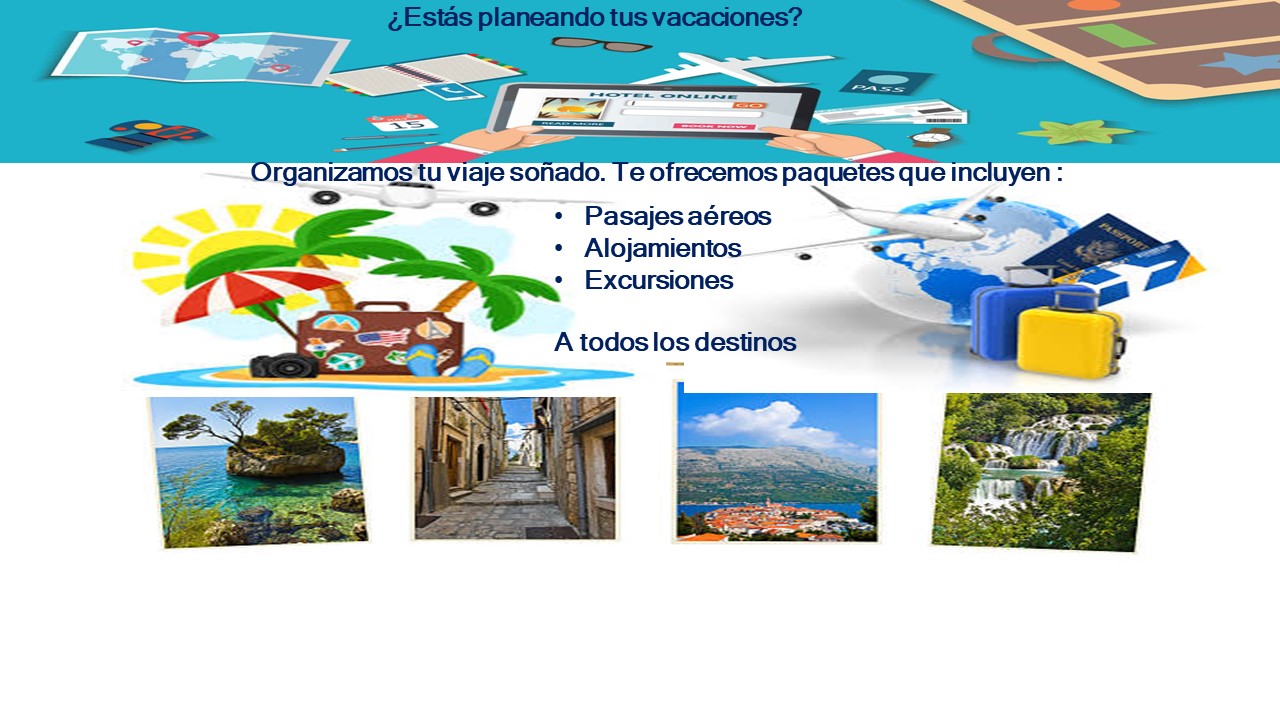 ¿Estás planeando tus vacaciones?
HOTEL ONLINE
GO
READ MORE
BOOK NOW
PASS
15
Organizamos tu viaje soñado. Te ofrecemos paquetes que incluyen :
• Pasajes aéreos
• Alojamientos
• Excursiones
PASSPORT
A todos los destinos